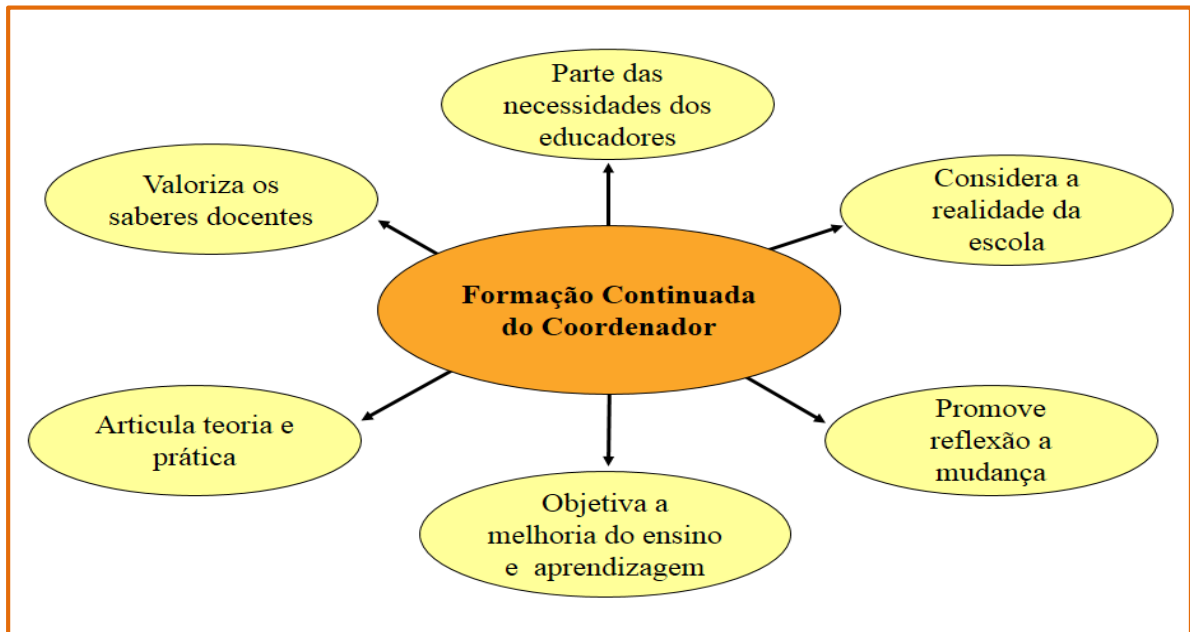 Parte das
necessidades dos
educadores
Valoriza os
saberes docentes
Considera a
realidade da
escola
Formação Continuada
do Coordenador
Articula teoria e
prática
Promove
reflexão a
mudança
Objetiva a
melhoria do ensino
e aprendizagem